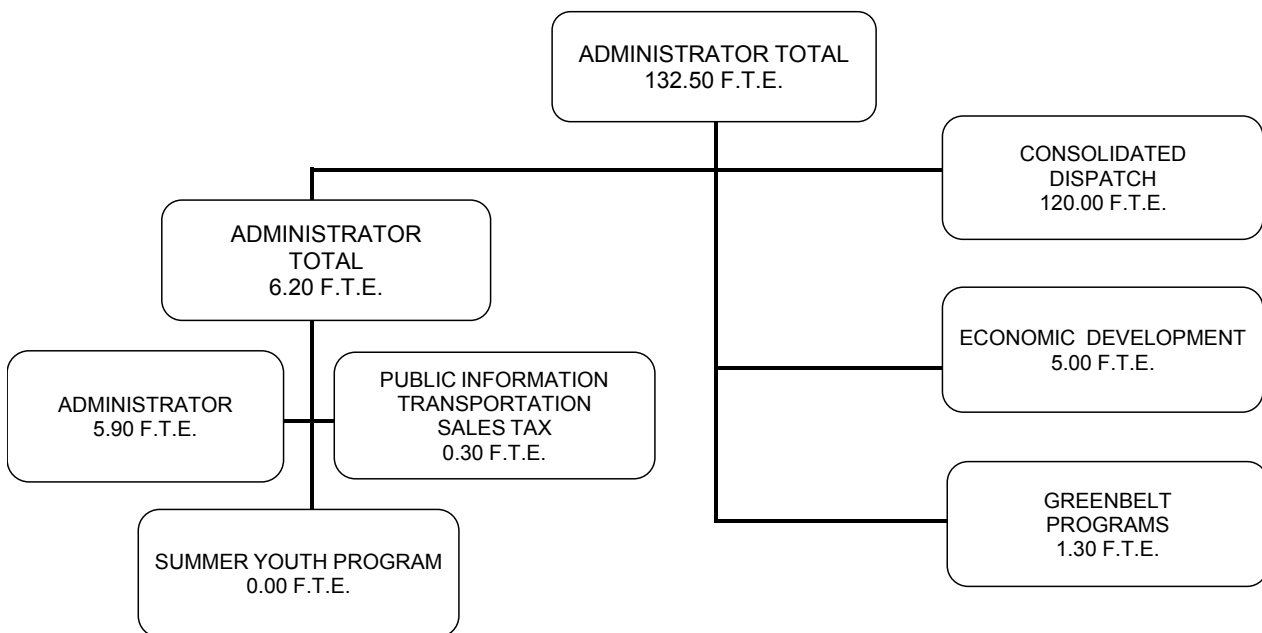 ADMINISTRATOR TOTAL
132.50 F.T.E.
CONSOLIDATED
DISPATCH
120.00 F.T.E.
ADMINISTRATOR
TOTAL
6.20 F.T.E.
ECONOMIC DEVELOPMENT
5.00 F.T.E.
ADMINISTRATOR
5.90 F.T.E.
PUBLIC INFORMATION
TRANSPORTATION
SALES TAX
0.30 F.T.E.
GREENBELT
PROGRAMS
1.30 F.T.E.
SUMMER YOUTH PROGRAM
0.00 F.T.E.